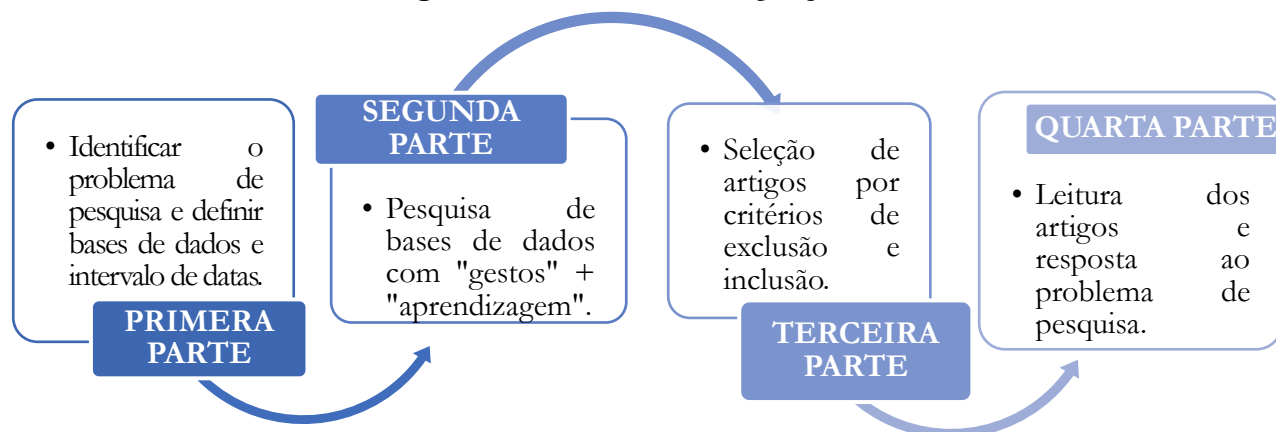 • Identificar o
problema de
pesquisa e definir
bases de dados e
intervalo de datas.
PRIMERA
PARTE
SEGUNDA
PARTE
• Pesquisa de
bases de dados
com "gestos" +
"aprendizagem".
• Seleção de
artigos por
critérios de
exclusão e
inclusão.
TERCEIRA
PARTE
QUARTA PARTE
• Leitura dos
artigos e
resposta ao
problema de
pesquisa.